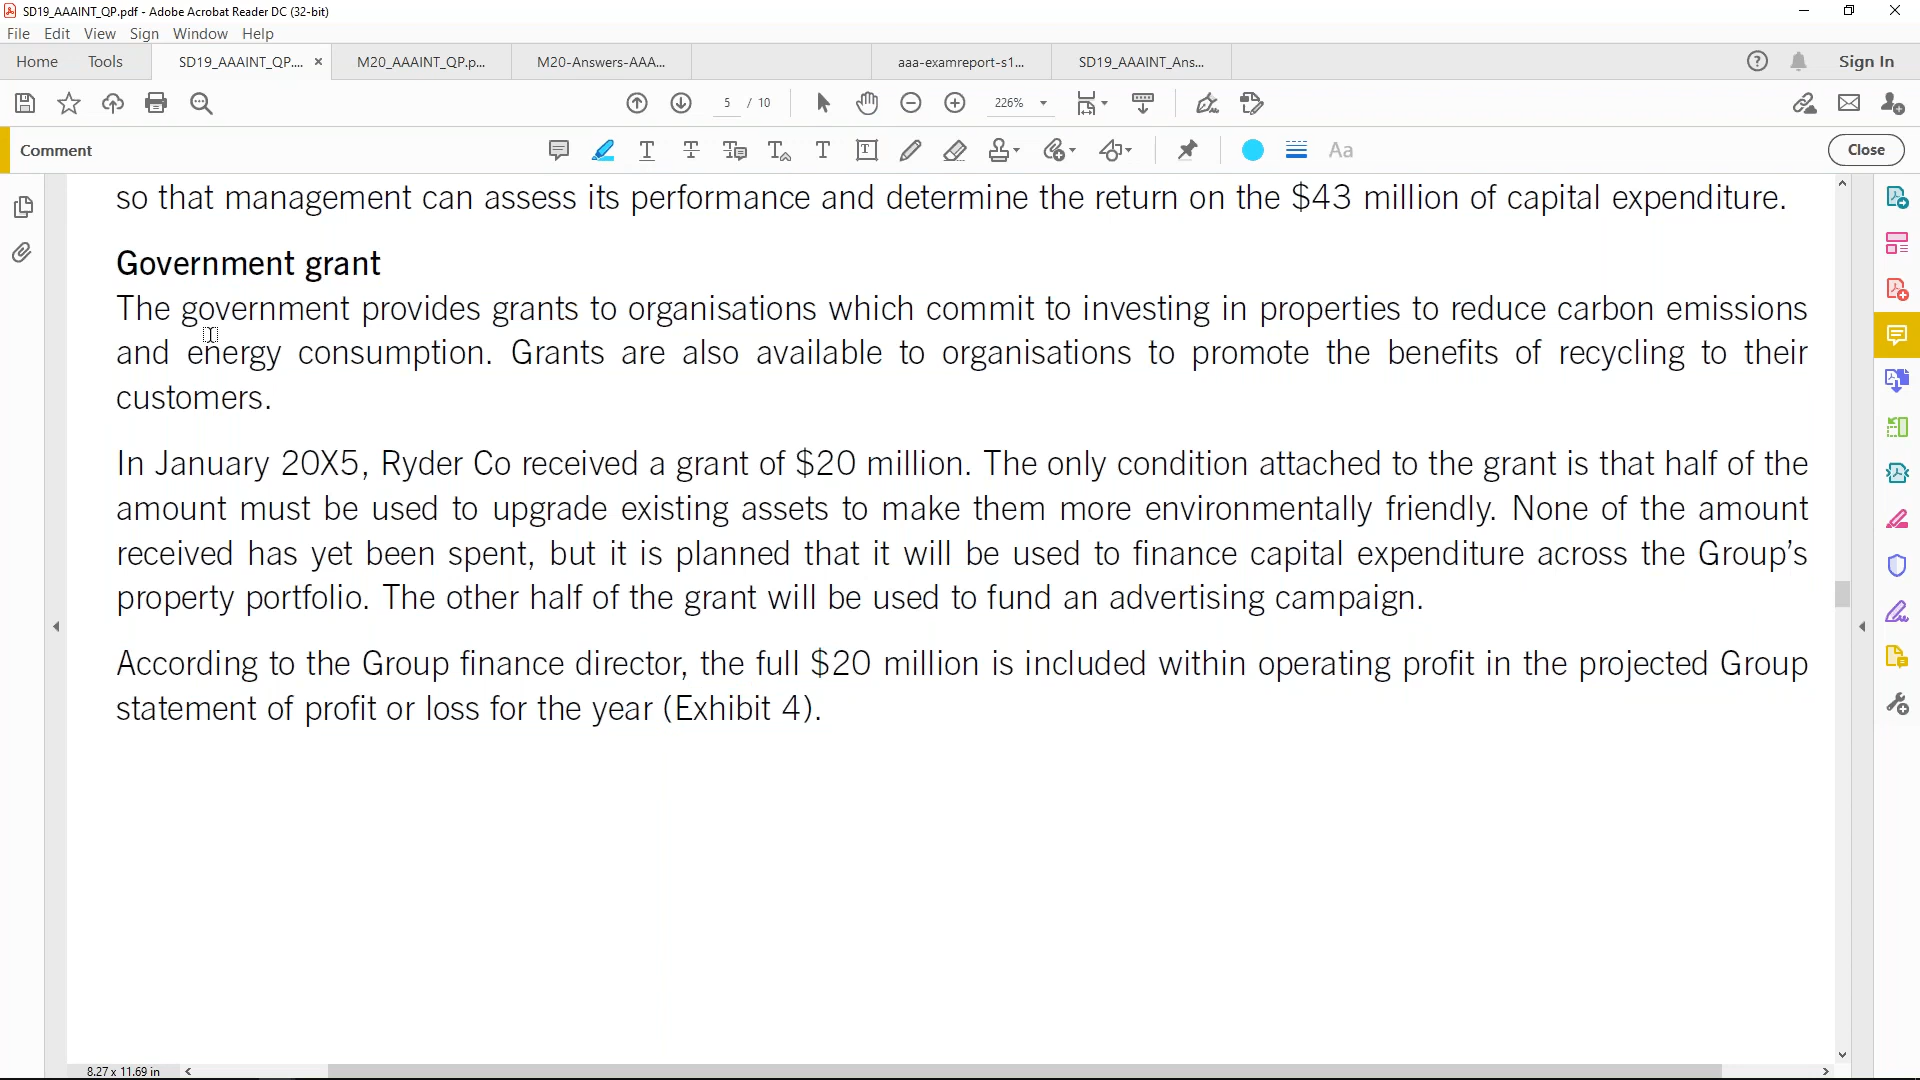 SD19_AAAINT_QP.pdf - Adobe Acrobat Reader DC (32-bit)
File Edit View Sign Window Help
Home Tools SD19_AAAINT_QP.... × M20_AAAINT_QP.p... M20-Answers-AAA... aaa-examreport-s1... SD19_AAAINT_Ans... Sign In
5 / 10 226%
Comment Aa Close
so that management can assess its performance and determine the return on the $43 million of capital expenditure.
Government grant
The government provides grants to organisations which commit to investing in properties to reduce carbon emissions
and energy consumption. Grants are also available to organisations to promote the benefits of recycling to their
customers.
In January 20X5, Ryder Co received a grant of $20 million. The only condition attached to the grant is that half of the
amount must be used to upgrade existing assets to make them more environmentally friendly. None of the amount
received has yet been spent, but it is planned that it will be used to finance capital expenditure across the Group's
property portfolio. The other half of the grant will be used to fund an advertising campaign.
According to the Group finance director, the full $20 million is included within operating profit in the projected Group
statement of profit or loss for the year (Exhibit 4).
8.27 x 11.69 in